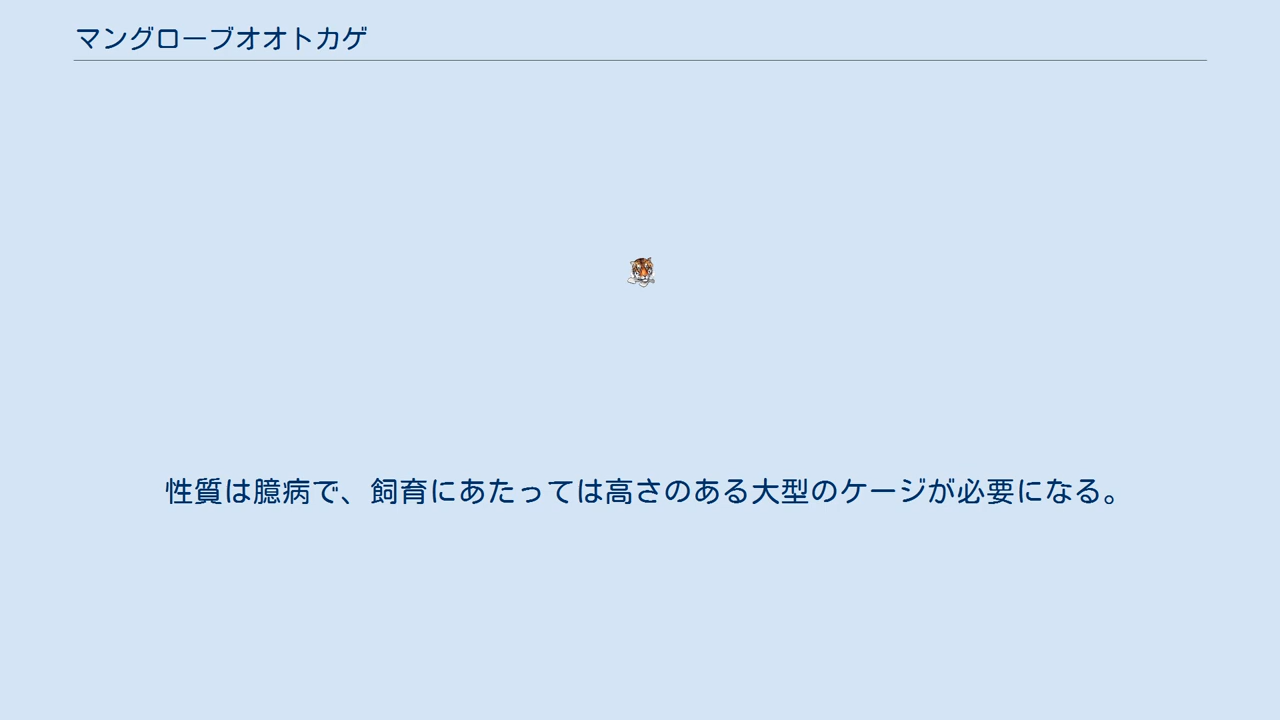 マングローブオオトカゲ
性質は臆病で、飼育にあたっては高さのある大型のケージが必要になる。